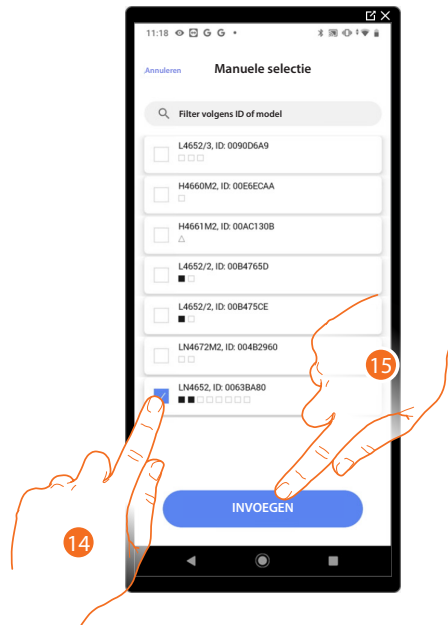 11:18 G G
Annuleren Manuele selectie
Filter volgens ID of model
L4652/3, ID: 0090D6A9
H4660M2, ID: 00E6ECAA
H4661M2, ID: 00AC130B
L4652/2, ID: 00B4765D
L4652/2, ID: 00B475CE
LN4672M2, ID: 004B2960
LN4652, ID: 0063BA80
15
INVOEGEN
14